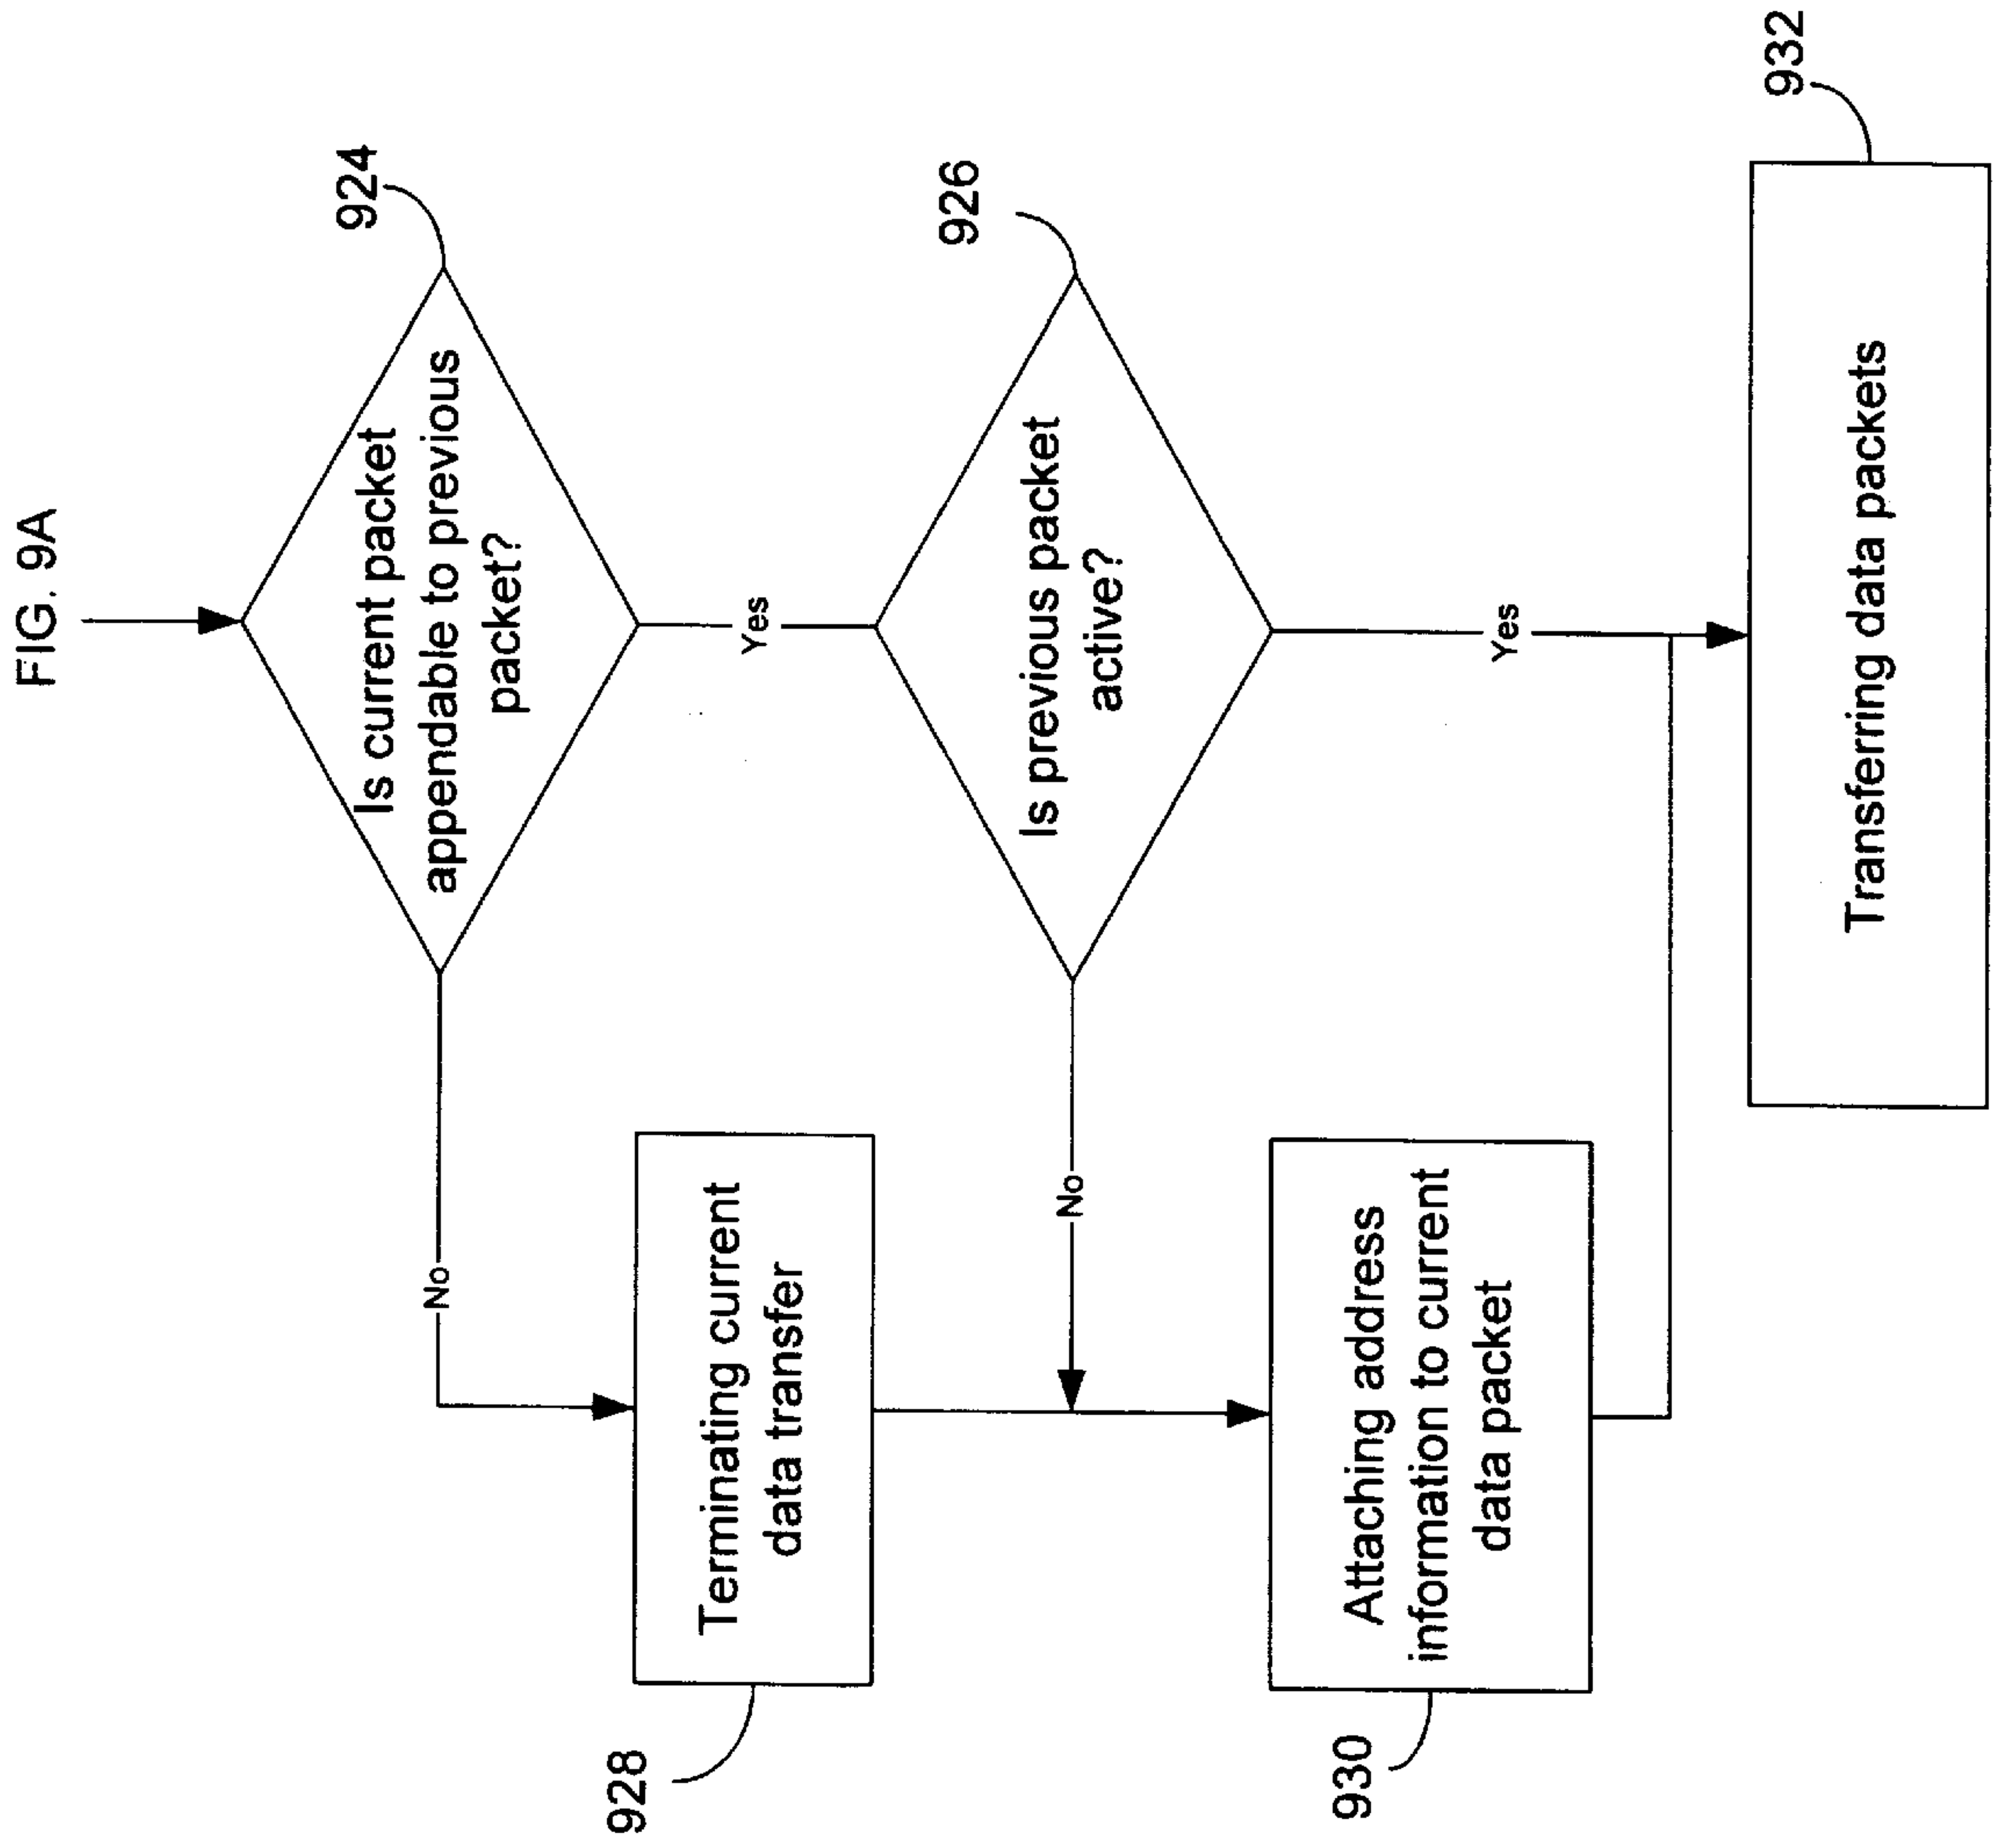 FIG. 9A
924
Is current packet
appendable to previous
packet?
No
Yes
928
Terminating current
data transfer
926
Is previous packet
active?
No
Yes
930
Attaching address
information to current
data packet
932
Transferring data packets